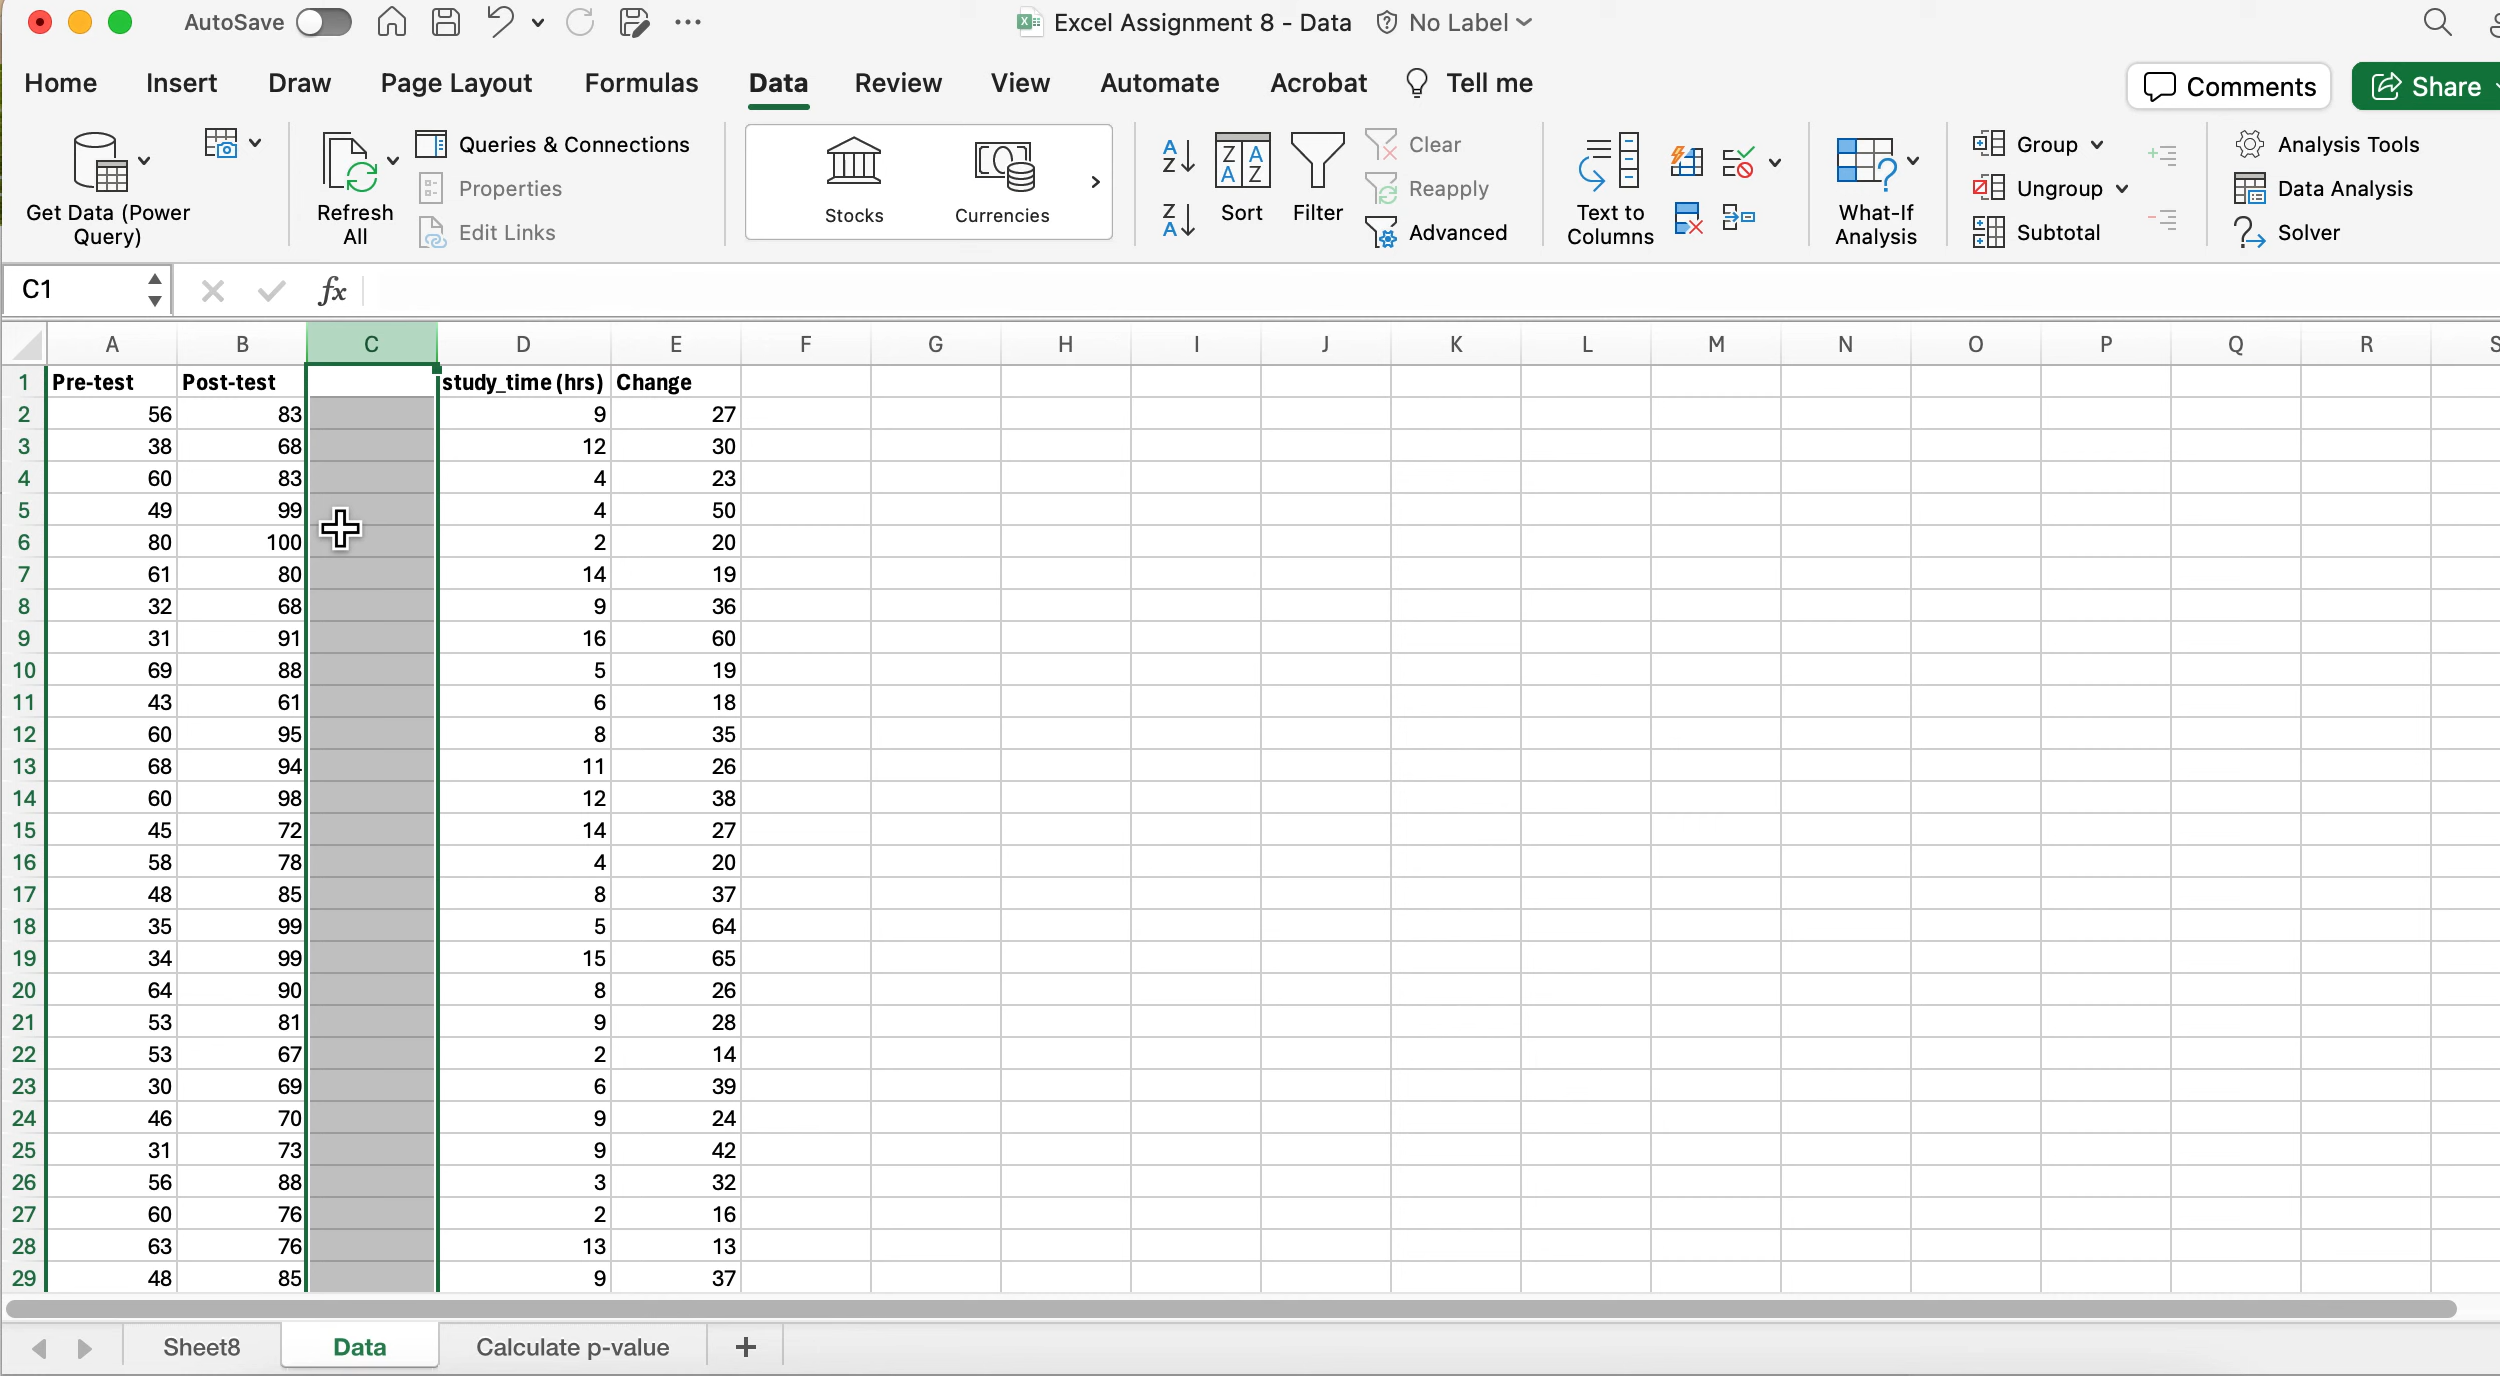 AutoSave
Excel Assignment 8 - Data
No Label
Home Insert Draw Page Layout Formulas Data Review View Automate Acrobat Tell me
Comments
Share
Get Data (Power
Query)
Refresh
All
Queries & Connections
Properties
Edit Links
Stocks
Currencies
Sort
Filter
Clear
Reapply
Advanced
Text to
Columns
What-If
Analysis
Group
Ungroup
Subtotal
Analysis Tools
Data Analysis
Solver
C1
fx
A B C D E F G H I J K L M N O P Q R S
1 Pre-test Post-test study_time (hrs) Change
2 56 83 9 27
3 38 68 12 30
4 60 83 4 23
5 49 99 4 50
6 80 100 2 20
7 61 80 14 19
8 32 68 9 36
9 31 91 16 60
10 69 88 5 19
11 43 61 6 18
12 60 95 8 35
13 68 94 11 26
14 60 98 12 38
15 45 72 14 27
16 58 78 4 20
17 48 85 8 37
18 35 99 5 64
19 34 99 15 65
20 64 90 8 26
21 53 81 9 28
22 53 67 2 14
23 30 69 6 39
24 46 70 9 24
25 31 73 9 42
26 56 88 3 32
27 60 76 2 16
28 63 76 13 13
29 48 85 9 37
Sheet8 Data Calculate p-value +